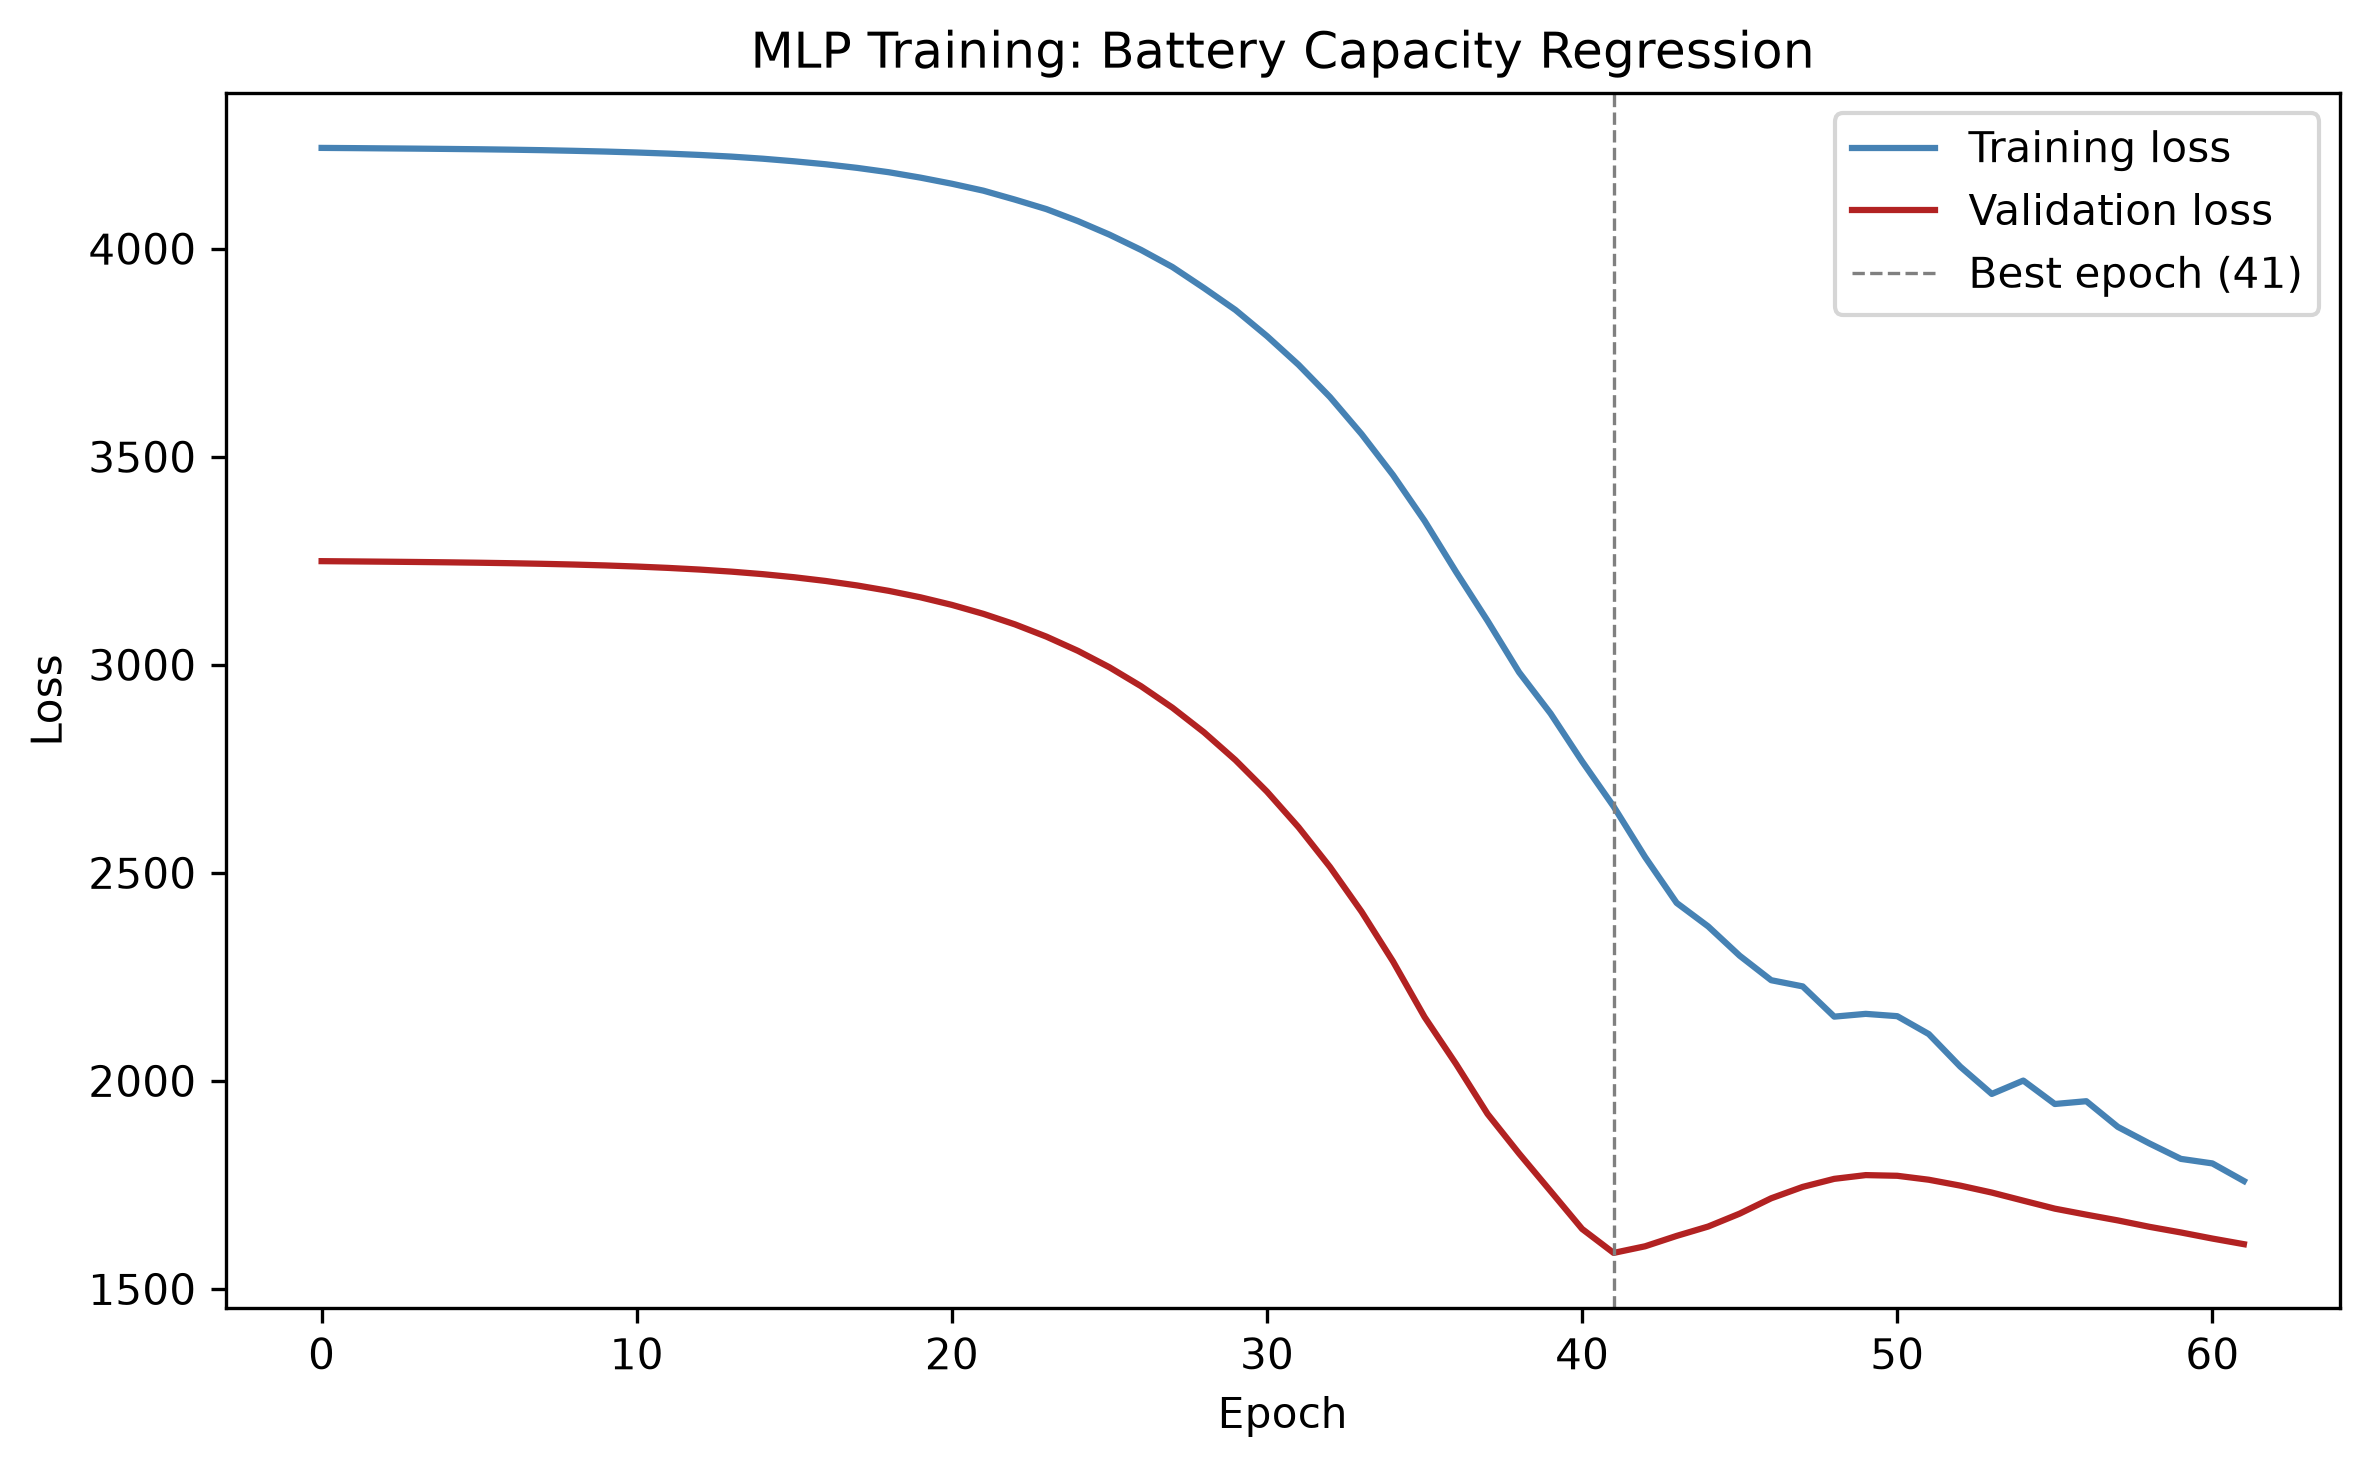 MLP Training: Battery Capacity Regression
Training loss
Validation loss
Best epoch (41)
Loss
4000
3500
3000
2500
2000
1500
0 10 20 30 40 50 60
Epoch